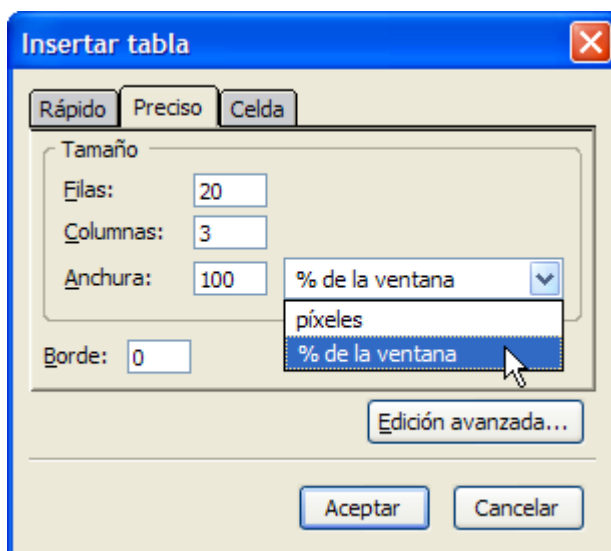 Insertar tabla
Rápido Preciso Celda
Tamaño
Filas: 20
Columnas: 3
Anchura: 100 % de la ventana
píxeles
% de la ventana
Borde: 0
Edición avanzada...
Aceptar Cancelar